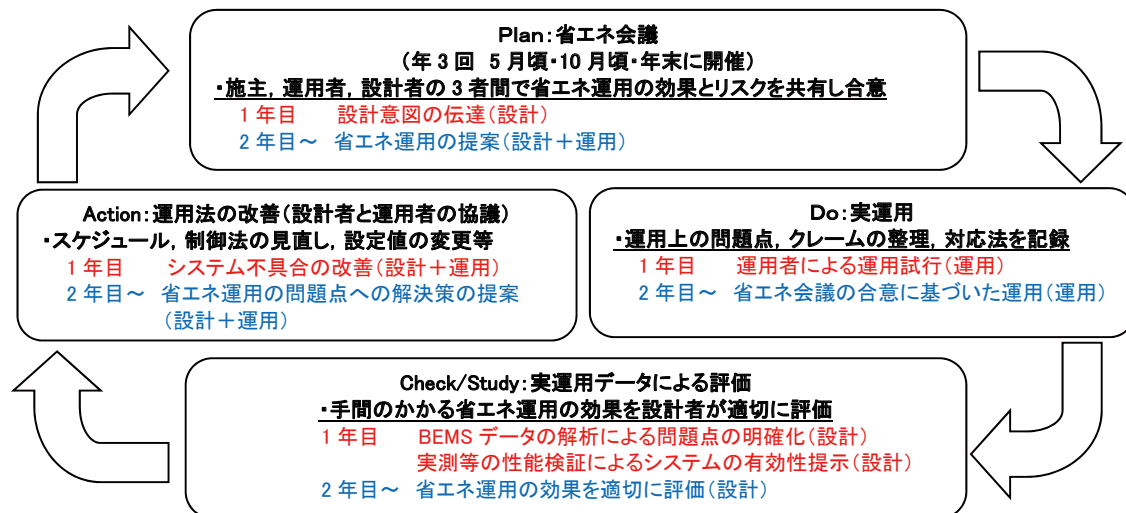 Plan：省エネ会議
（年３回　５月頃・10月頃・年末に開催）
・施主，運用者，設計者の３者間で省エネ運用の効果とリスクを共有し合意
１年目　　設計意図の伝達（設計）
２年目～　省エネ運用の提案（設計＋運用）
Action：運用法の改善（設計者と運用者の協議）
・スケジュール，制御法の見直し，設定値の変更等
１年目　　システム不具合の改善（設計＋運用）
２年目～　省エネ運用の問題点への解決策の提案
（設計＋運用）
Do：実運用
・運用上の問題点，クレームの整理，対応法を記録
１年目　　運用者による運用試行（運用）
２年目～　省エネ会議の合意に基づいた運用（運用）
Check/Study：実運用データによる評価
・手間のかかる省エネ運用の効果を設計者が適切に評価
１年目　　BEMSデータの解析による問題点の明確化（設計）
実測等の性能検証によるシステムの有効性提示（設計）
２年目～　省エネ運用の効果を適切に評価（設計）